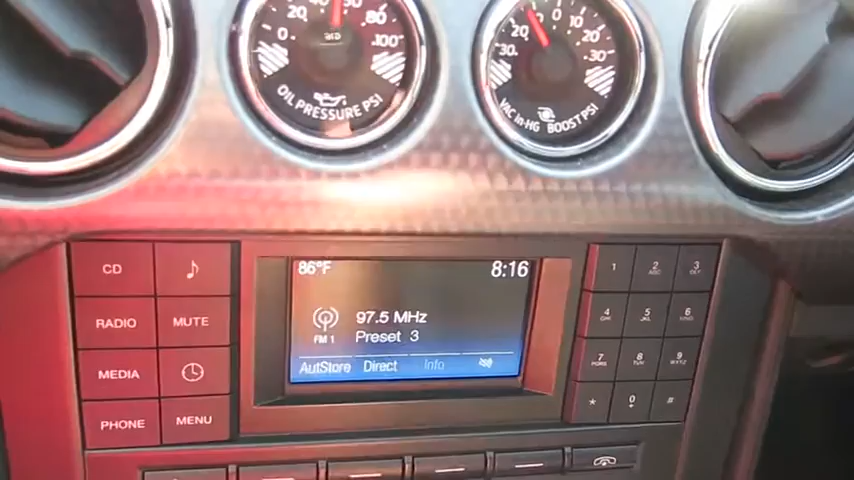 20 40 50 80
0 100
OIL PRESSURE PSI
20 0 10 20
30 30
VAC In-HG BOOST PSI
CD
RADIO MUTE
MEDIA
PHONE MENU
86°F 8:16
FM 1 97.5 MHz
Preset 3
AutStore Direct Info
1 2 ABC 3 DEF
4 GHI 5 JKL 6 MNO
7 PQRS 8 TUV 9 WXYZ
* 0 #